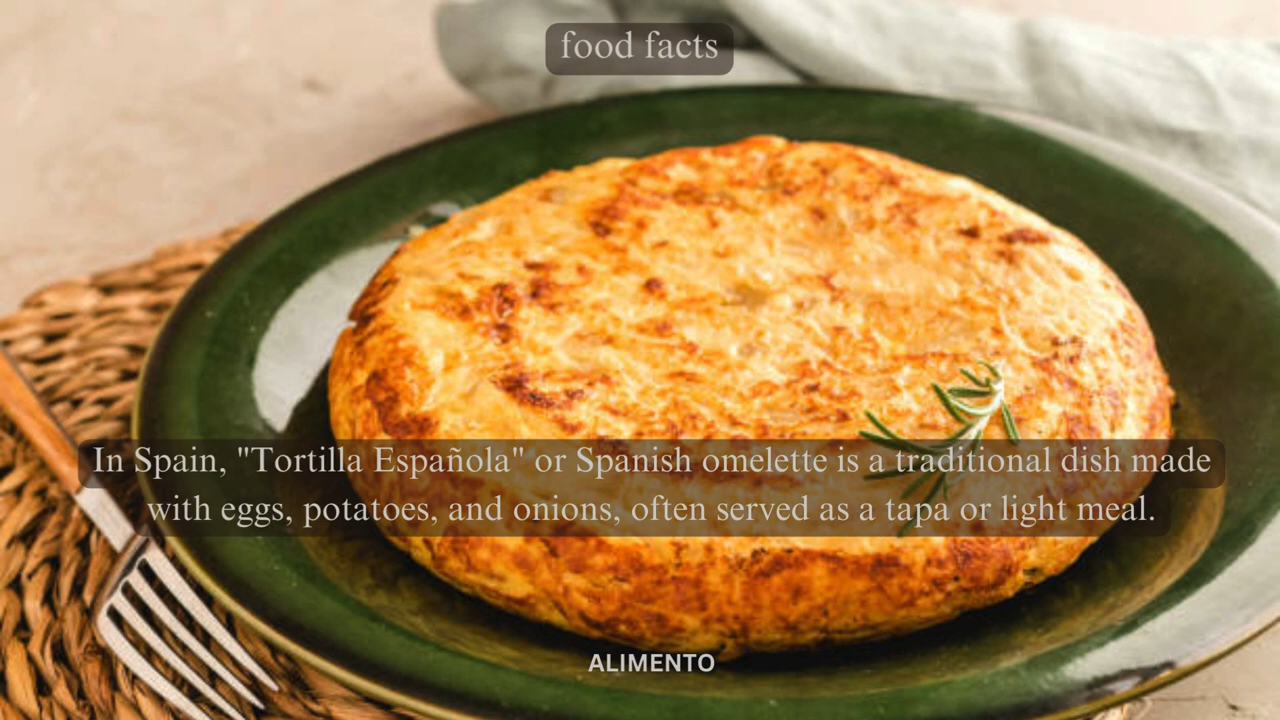 food facts
In Spain, "Tortilla Española" or Spanish omelette is a traditional dish made
with eggs, potatoes, and onions, often served as a tapa or light meal.
ALIMENTO